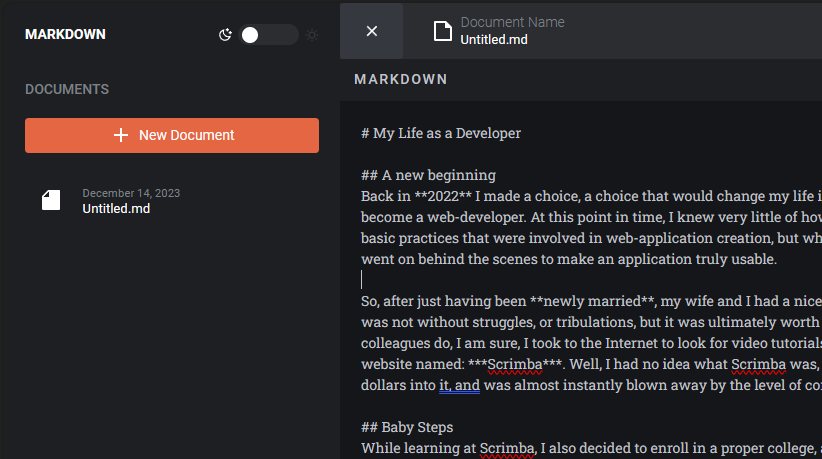 MARKDOWN
DOCUMENTS
New Document
December 14, 2023
Untitled.md
Document Name
Untitled.md
MARKDOWN
# My Life as a Developer
## A new beginning
Back in **2022** I made a choice, a choice that would change my life
become a web-developer. At this point in time, I knew very little of
basic practices that were involved in web-application creation, but
went on behind the scenes to make an application truly usable.
So, after just having been **newly married**, my wife and I had a nice
was not without struggles, or tribulations, but it was ultimately worth
colleagues do, I am sure, I took to the Internet to look for video tutorials
website named: ***Scrimba***. Well, I had no idea what Scrimba was,
dollars into it, and was almost instantly blown away by the level of
## Baby Steps
While learning at Scrimba, I also decided to enroll in a proper college,